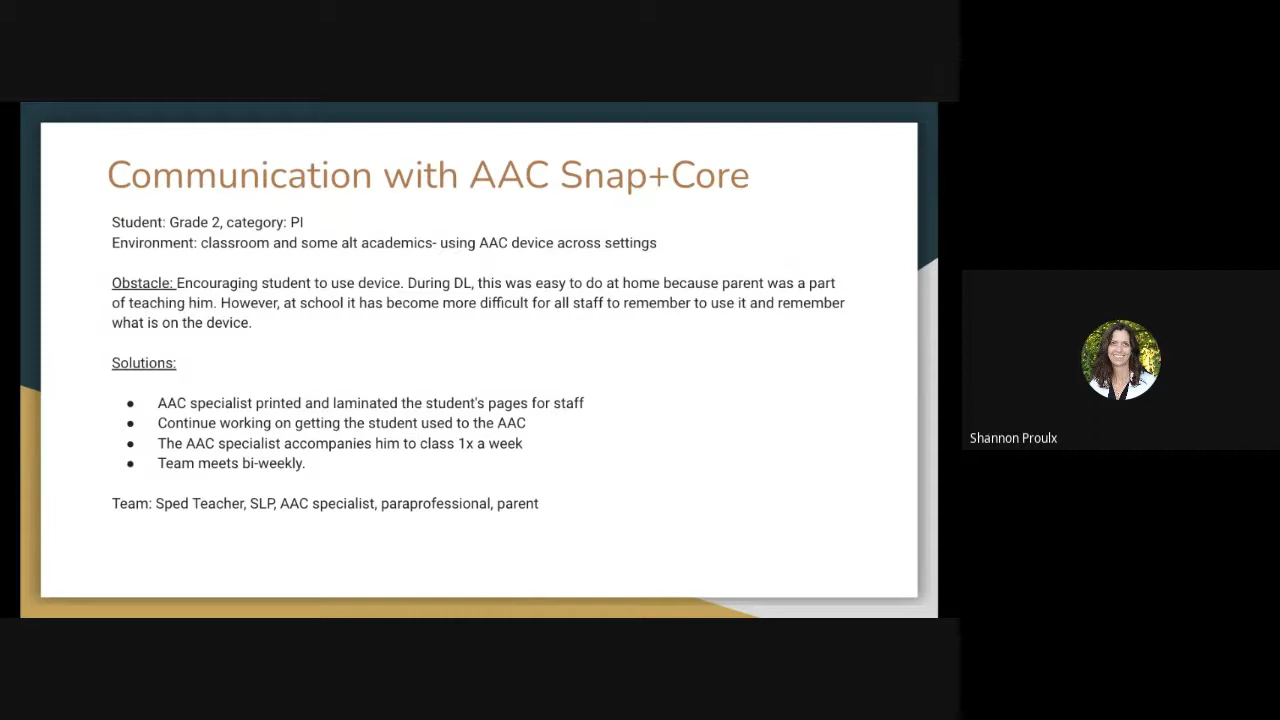 Communication with AAC Snap+Core
Student: Grade 2, category: PI
Environment: classroom and some alt academics- using AAC device across settings
Obstacle: Encouraging student to use device. During DL, this was easy to do at home because parent was a part
of teaching him. However, at school it has become more difficult for all staff to remember to use it and remember
what is on the device.
Solutions:
● AAC specialist printed and laminated the student's pages for staff
● Continue working on getting the student used to the AAC
● The AAC specialist accompanies him to class 1x a week
● Team meets bi-weekly.
Team: Sped Teacher, SLP, AAC specialist, paraprofessional, parent
Shannon Proulx